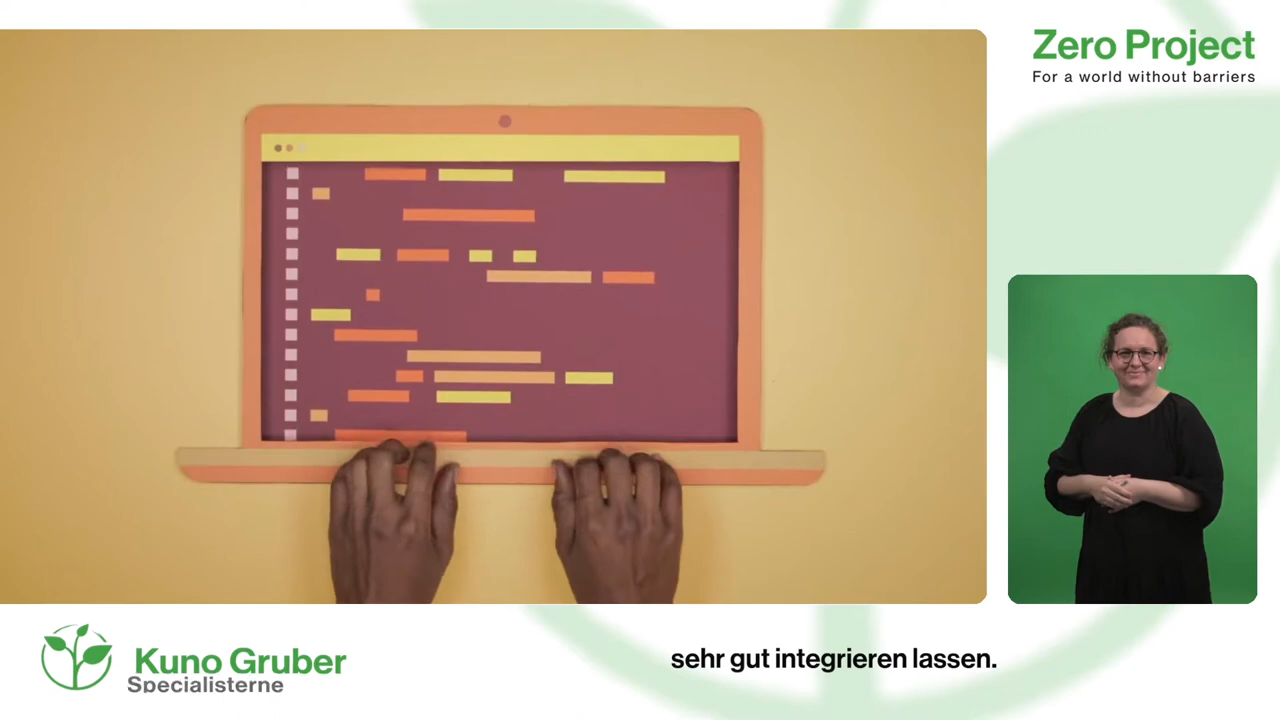 Zero Project
For a world without barriers
Kuno Gruber
Specialisterne
sehr gut integrieren lassen.